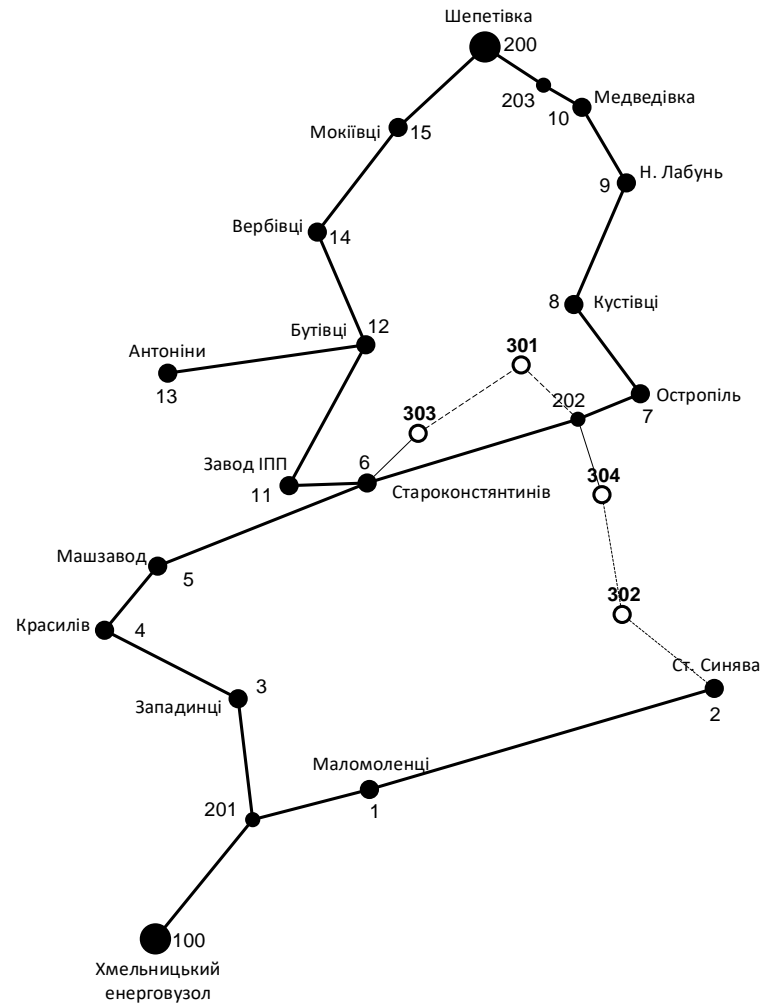 Шепетівка
200
203
Медведівка
10
Мокіївці
15
9
Н. Лабунь
Вербівці
14
8
Кустівці
12
Бутівці
301
Антоніни
13
202
Остропіль
7
303
Завод ІПП
6
11
Староконстянтинів
304
Машзавод
5
302
Красилів
4
Ст. Синява
3
Западинці
2
Маломоленці
201
1
100
Хмельницький
енерговузол